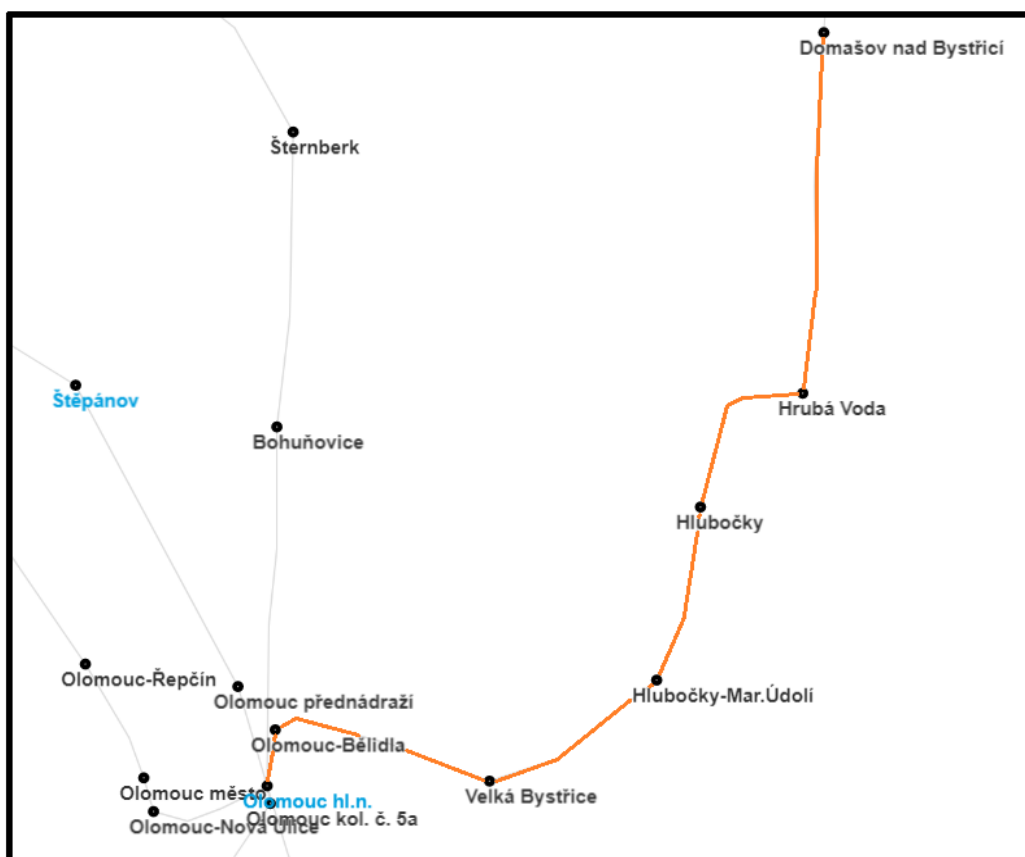 Domašov nad Bystřicí
Šternberk
Štěpánov
Hrubá Voda
Bohuňovice
Hlubočky
Olomouc-Řepčín
Hlubočky-Mar.Údolí
Olomouc přednádraží
Olomouc-Bělidla
Olomouc město
Velká Bystřice
Olomouc hl.n.
Olomouc kol. č. 5a
Olomouc-Nová Ulice